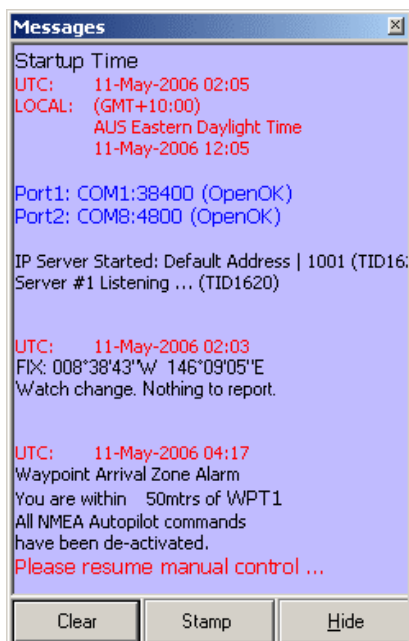 Messages
Startup Time
UTC: 11-May-2006 02:05
LOCAL: (GMT+10:00)
AUS Eastern Daylight Time
11-May-2006 12:05
Port1: COM1:38400 (OpenOK)
Port2: COM8:4800 (OpenOK)
IP Server Started: Default Address | 1001 (TID162
Server #1 Listening ... (TID1620)
UTC: 11-May-2006 02:03
FIX: 008°38'43"W 146°09'05"E
Watch change. Nothing to report.
UTC: 11-May-2006 04:17
Waypoint Arrival Zone Alarm
You are within 50mtrs of WPT1
All NMEA Autopilot commands
have been de-activated.
Please resume manual control ...
Clear Stamp Hide